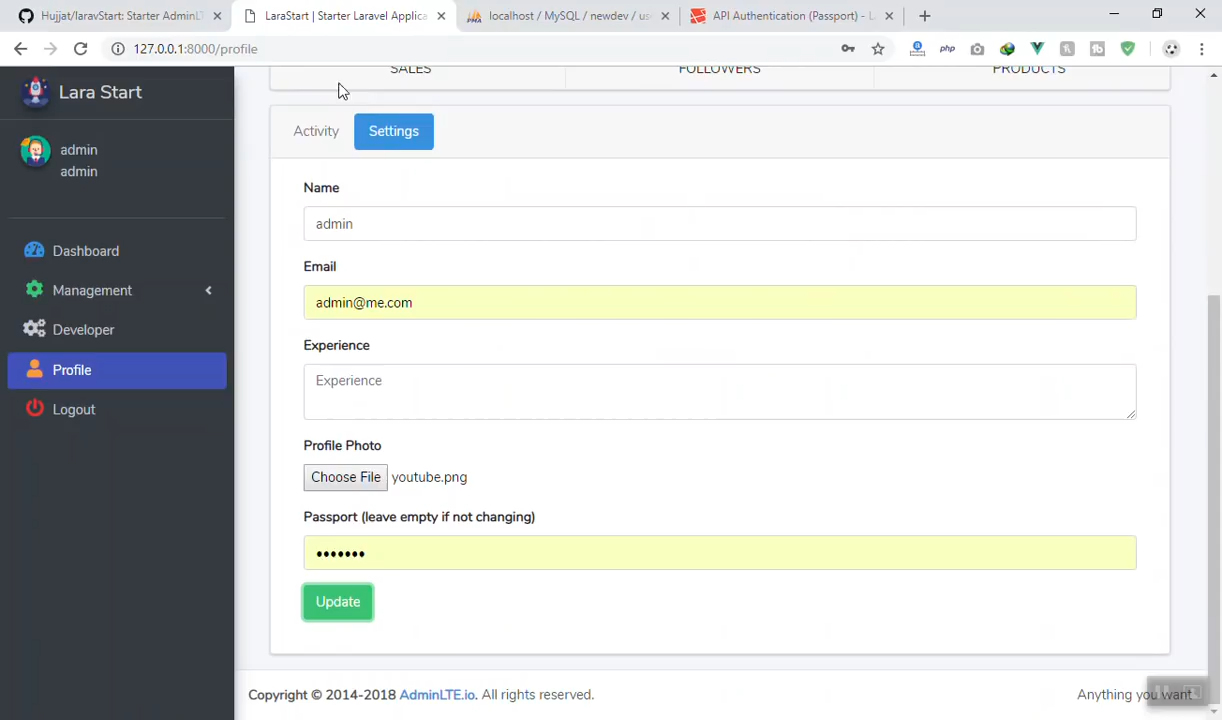 Hujjat/laravStart: Starter AdminLT
LaraStart | Starter Laravel Applica
localhost / MySQL / newdev / us
API Authentication (Passport) - L
127.0.0.1:8000/profile
php
Lara Start
SALES
FOLLOWERS
PRODUCTS
Activity
Settings
admin
admin
Name
admin
Dashboard
Email
Management
admin@me.com
Developer
Experience
Profile
Experience
Logout
Profile Photo
Choose File youtube.png
Passport (leave empty if not changing)
•••••••
Update
Copyright © 2014-2018 AdminLTE.io. All rights reserved.
Anything you want